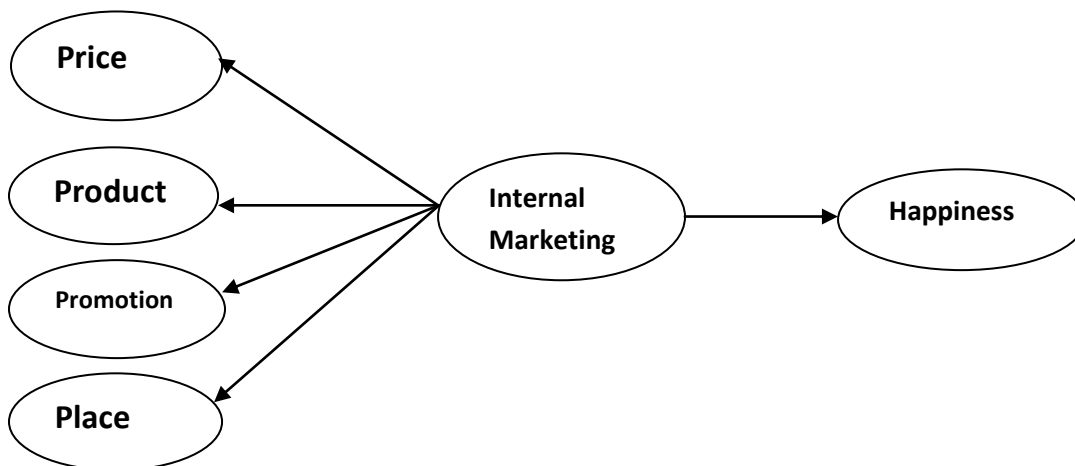 Price
Product
Promotion
Place
Internal
Marketing
Happiness